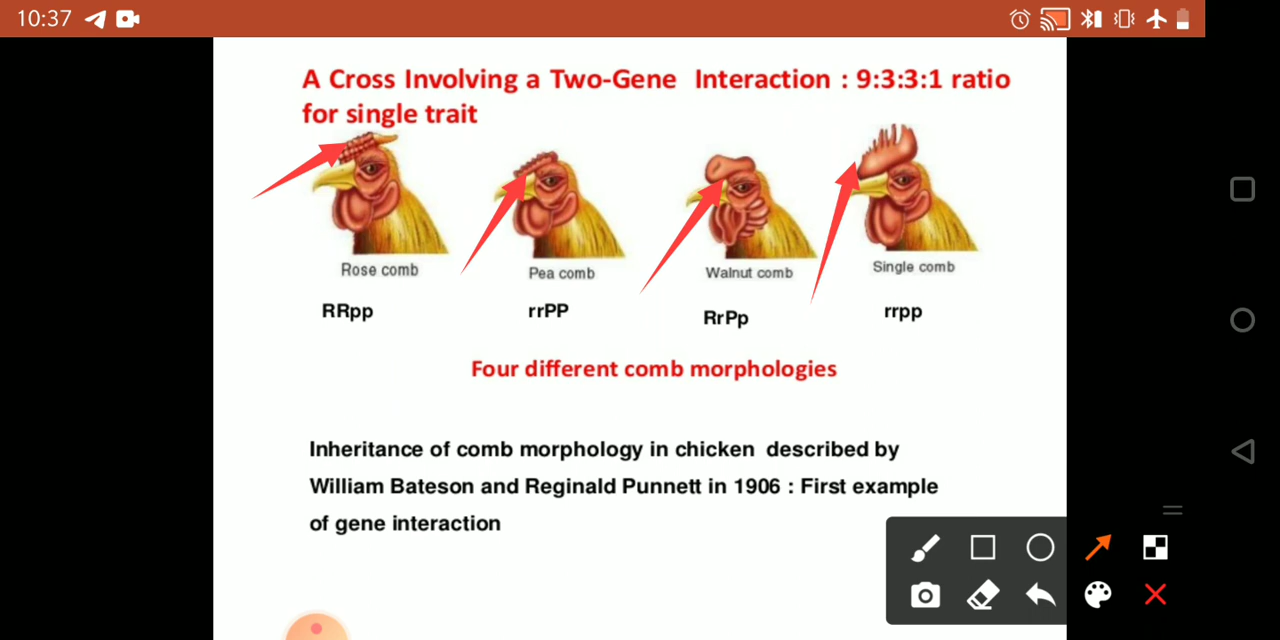 10:37
A Cross Involving a Two-Gene Interaction : 9:3:3:1 ratio
for single trait
Rose comb
Pea comb
Walnut comb
Single comb
RRpp
rrPP
RrPp
rrpp
Four different comb morphologies
Inheritance of comb morphology in chicken described by
William Bateson and Reginald Punnett in 1906 : First example
of gene interaction